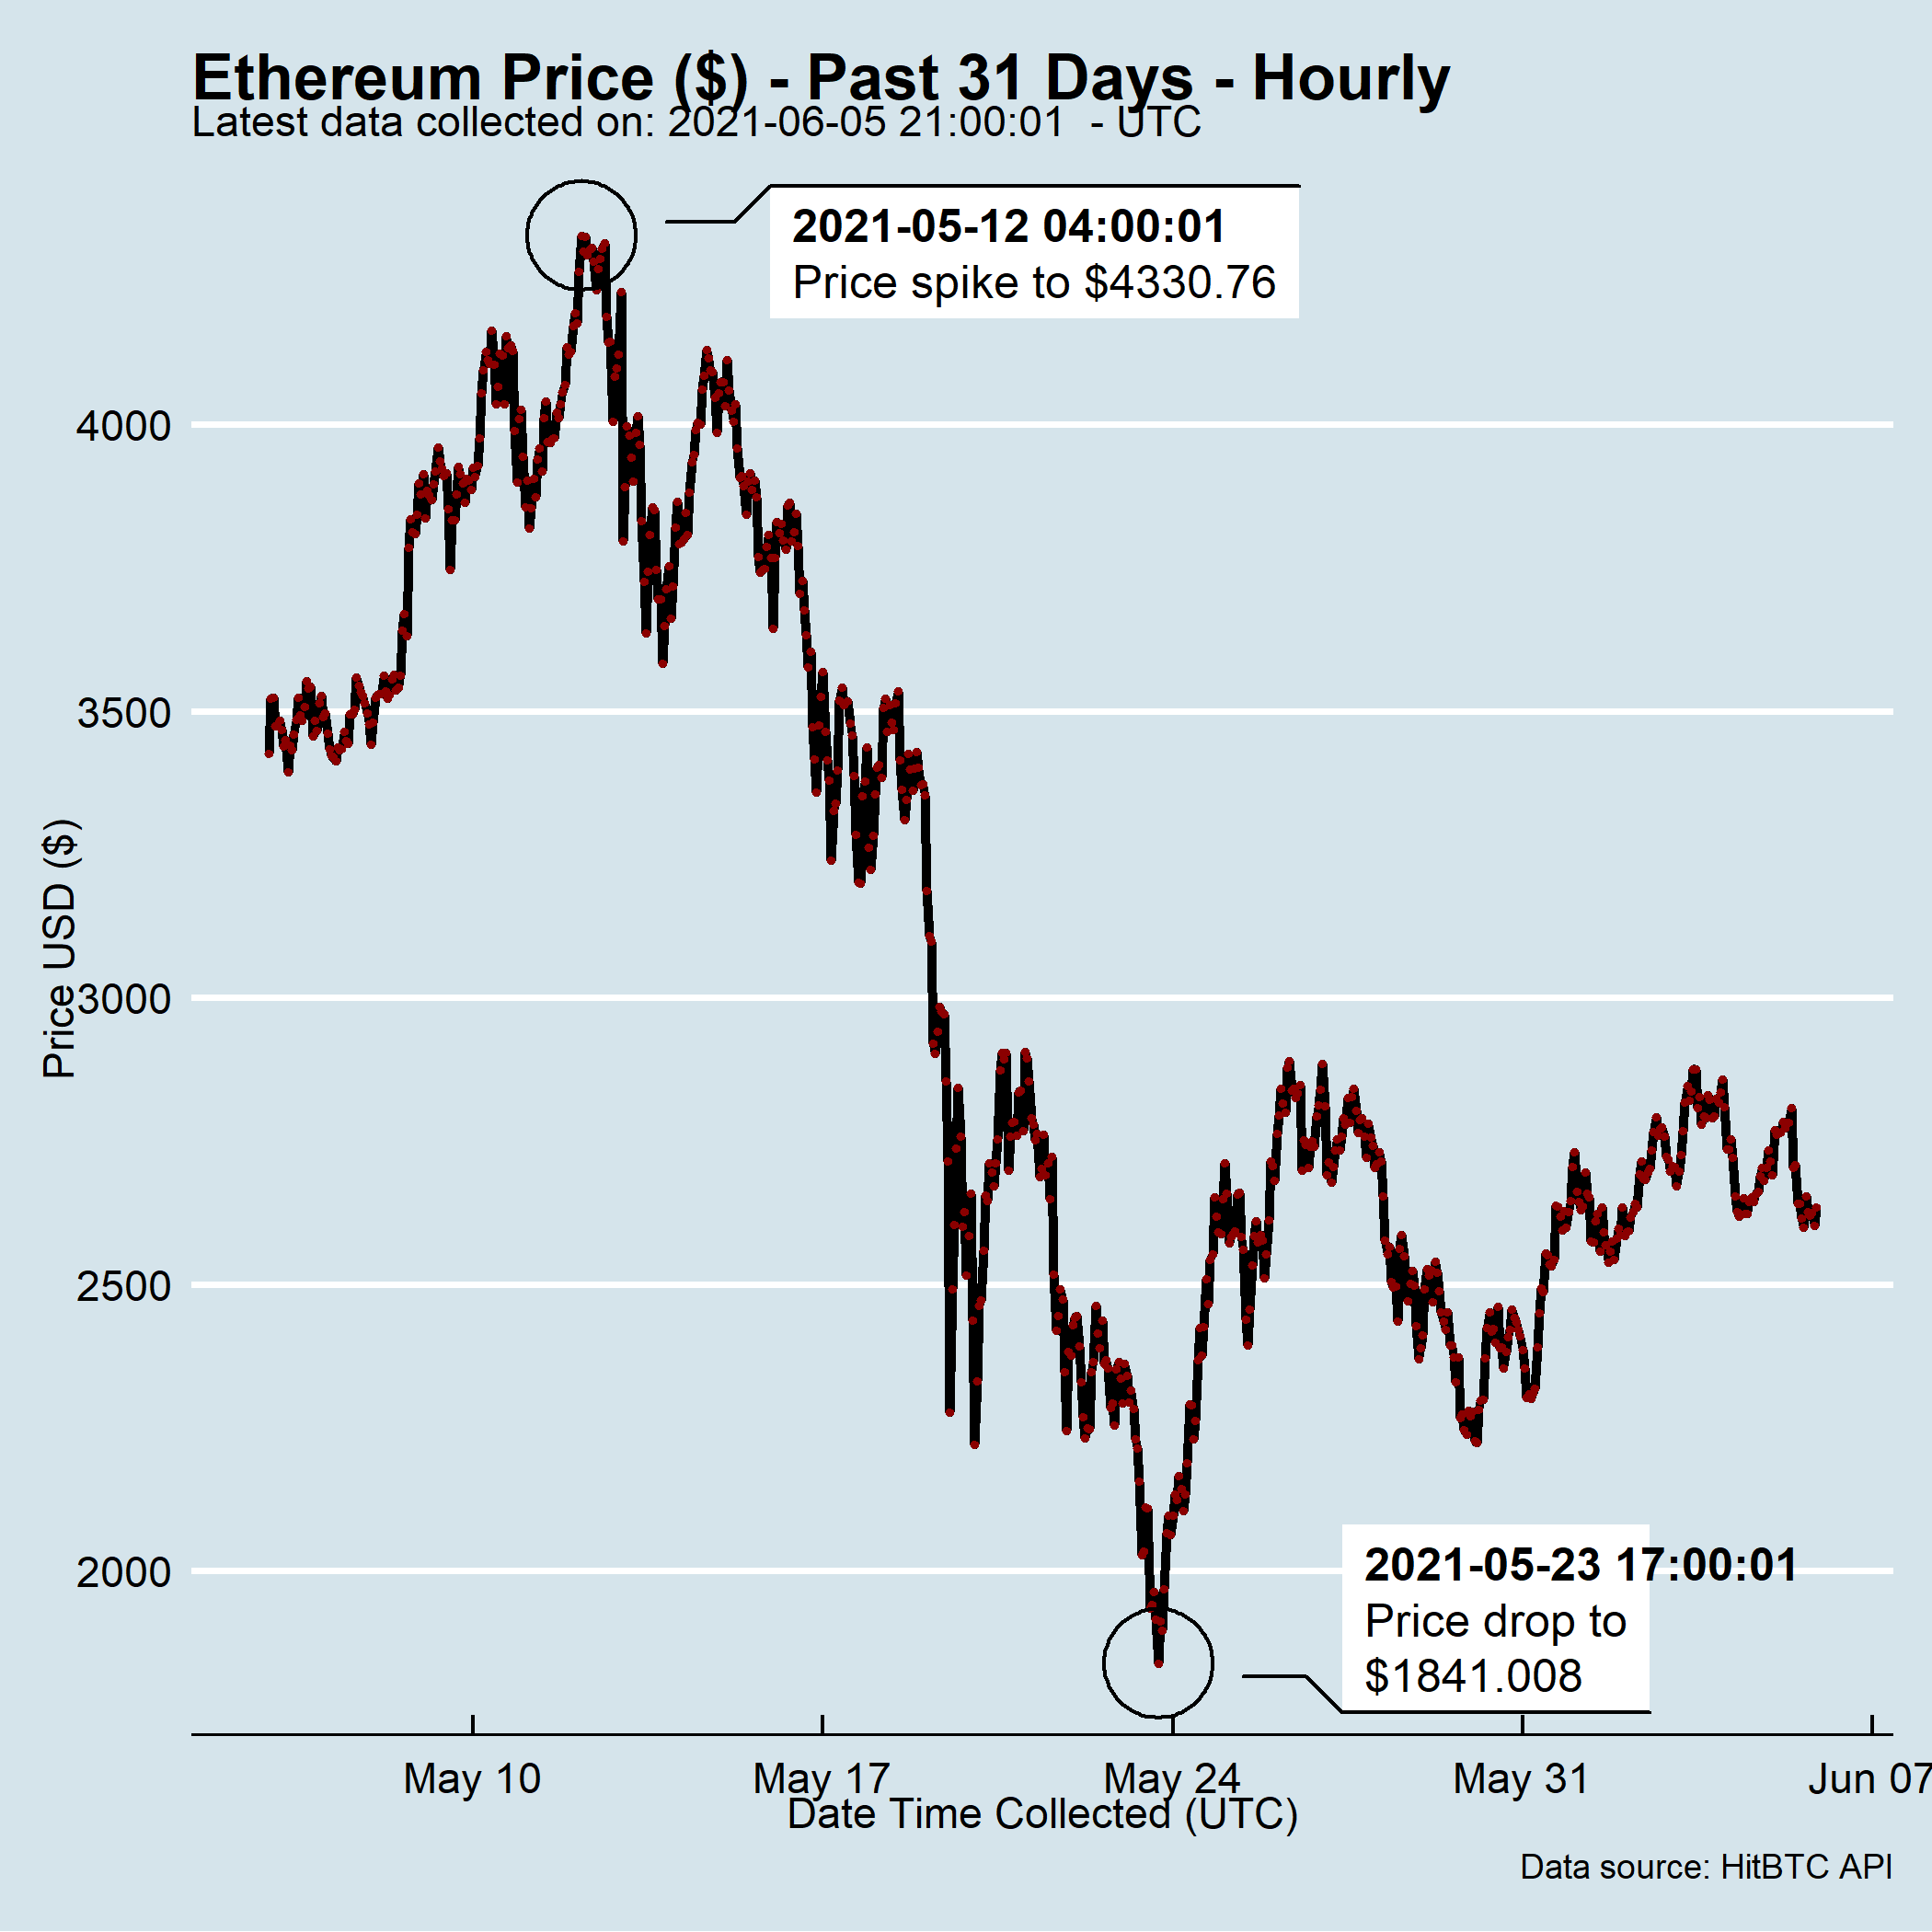 Ethereum Price ($) - Past 31 Days - Hourly
Latest data collected on: 2021-06-05 21:00:01  - UTC
2021-05-12 04:00:01
Price spike to $4330.76
4000
3500
3000
2500
2000
Price USD ($)
2021-05-23 17:00:01
Price drop to
$1841.008
May 10
May 17
May 24
May 31
Jun 07
Date Time Collected (UTC)
Data source: HitBTC API